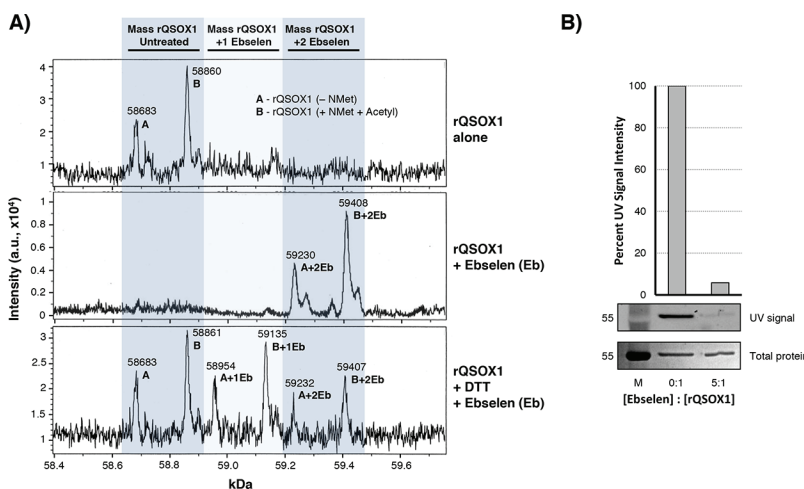 A)
Mass rQSOX1 Untreated
Mass rQSOX1 +1 Ebselen
Mass rQSOX1 +2 Ebselen
4
3
2
1
58683
A
58860
B
A - rQSOX1 (– NMet)
B - rQSOX1 (+ NMet + Acetyl)
rQSOX1
alone
Intensity (a.u., x10⁴)
1
0.8
0.6
0.4
0.2
0
59230
A+2Eb
59408
B+2Eb
rQSOX1
+ Ebselen (Eb)
3
2.5
2
1.5
1
58683
A
58861
B
58954
A+1Eb
59135
B+1Eb
59232
A+2Eb
59407
B+2Eb
rQSOX1
+ DTT
+ Ebselen (Eb)
58.4
58.6
58.8
59.0
59.2
59.4
59.6
kDa
B)
Percent UV Signal Intensity
100
80
60
40
20
0
55
UV signal
55
Total protein
M
0:1
5:1
[Ebselen] : [rQSOX1]